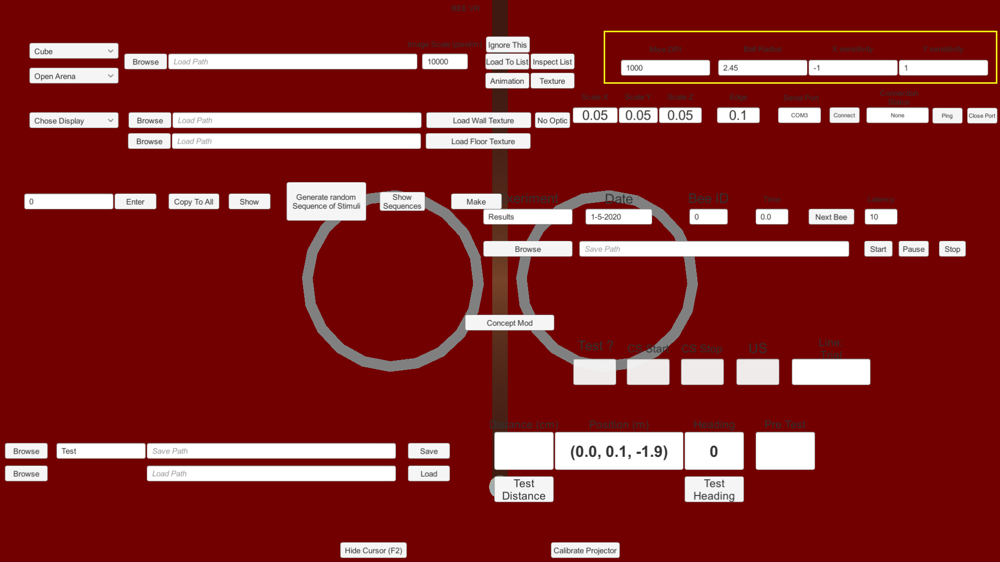 BEE VR
Cube
Open Arena
Browse
Load Path
Image Scale (pixel/m)
10000
Ignore This
Load To List
Inspect List
Animation
Texture
Mice DPI
Ball Radius
X sensitivity
Y sensitivity
1000
2.45
-1
1
Scale X
Scale Y
Scale Z
Edge
Serial Port
Connection
Status
Chose Display
Browse
Load Path
Load Wall Texture
No Optic
0.05
0.05
0.05
0.1
COM3
Connect
None
Ping
Close Port
Browse
Load Path
Load Floor Texture
0
Enter
Copy To All
Show
Generate random
Sequence of Stimuli
Show
Sequences
Make
xeriment
Date
Bee ID
Time
Latency
Results
1-5-2020
0
0.0
Next Bee
10
Browse
Save Path
Start
Pause
Stop
Concept Mod
Test ?
CS Start
CS Stop
US
Line:
Trial
Distance (cm)
Position (m)
Heading
Pre Test
(0.0, 0.1, -1.9)
0
Browse
Test
Save Path
Save
Browse
Load Path
Load
Test
Distance
Test
Heading
Hide Cursor (F2)
Calibrate Projector